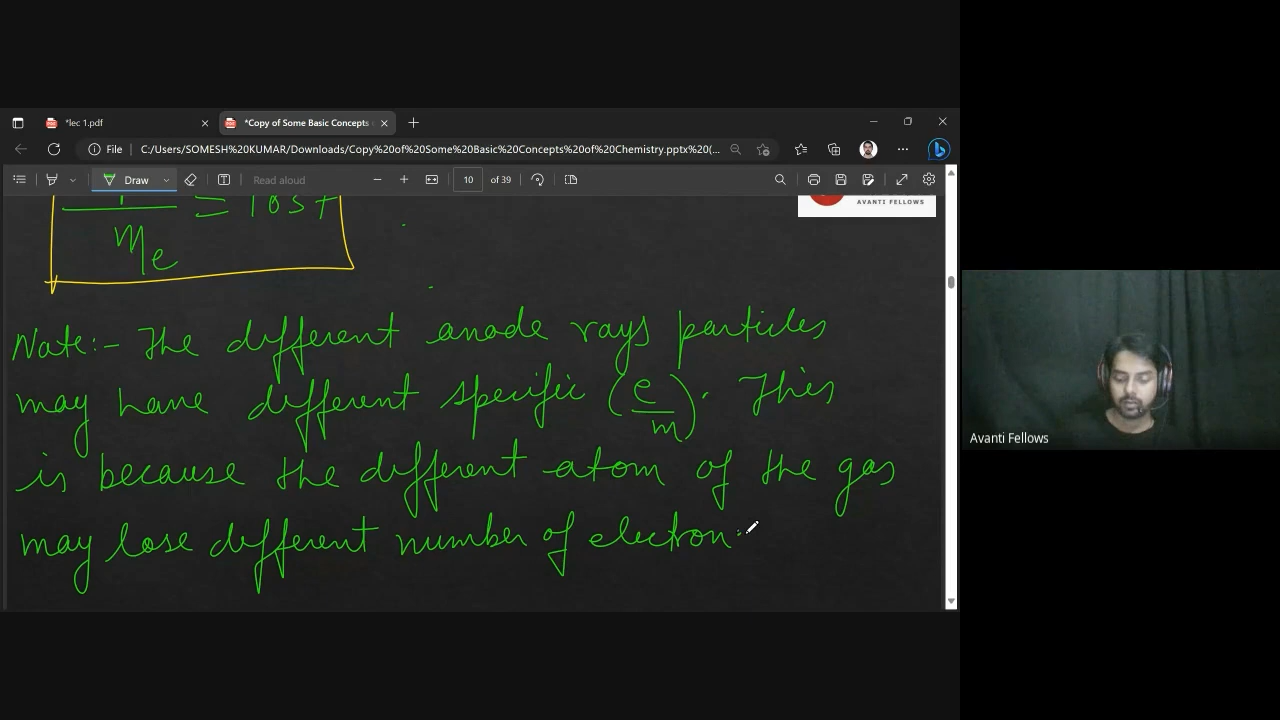 *lec 1.pdf
*Copy of Some Basic Concepts
File
C:/Users/SOMESH%20KUMAR/Downloads/Copy%20of%20Some%20Basic%20Concepts%20of%20Chemistry.pptx%20(...
Draw
Read aloud
10 of 39
AVANTI FELLOWS
me
Note:- The different anode rays particles
may have different specific (e/m). This
is because the different atom of the gas
may lose different number of electron.
Avanti Fellows